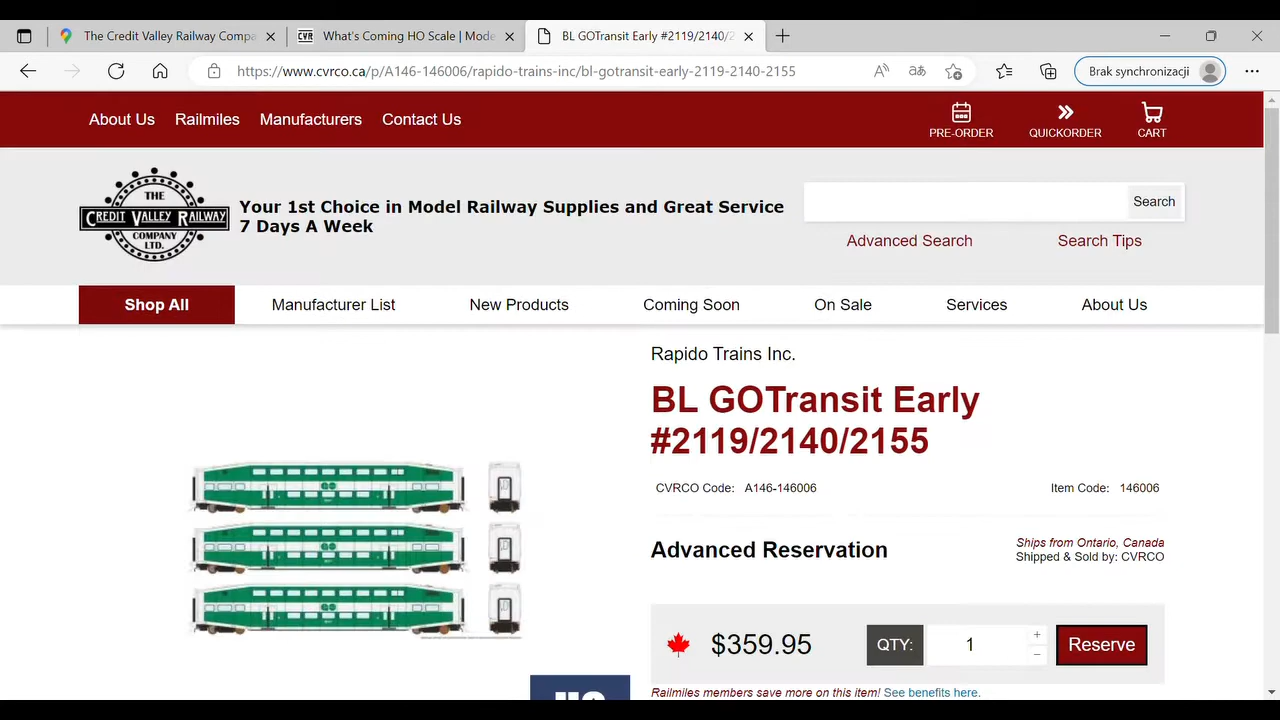 The Credit Valley Railway Compa
What's Coming HO Scale | Mode
BL GOTransit Early #2119/2140/2
https://www.cvrco.ca/p/A146-146006/rapido-trains-inc/bl-gotransit-early-2119-2140-2155
Brak synchronizacji
About Us
Railmiles
Manufacturers
Contact Us
PRE-ORDER
QUICKORDER
CART
THE
CREDIT VALLEY RAILWAY
COMPANY
LTD.
Your 1st Choice in Model Railway Supplies and Great Service
7 Days A Week
Search
Advanced Search
Search Tips
Shop All
Manufacturer List
New Products
Coming Soon
On Sale
Services
About Us
Rapido Trains Inc.
BL GOTransit Early
#2119/2140/2155
CVRCO Code: A146-146006
Item Code: 146006
Advanced Reservation
Ships from Ontario, Canada
Shipped & Sold by: CVRCO
$359.95
QTY:
1
Reserve
Railmiles members save more on this item! See benefits here.